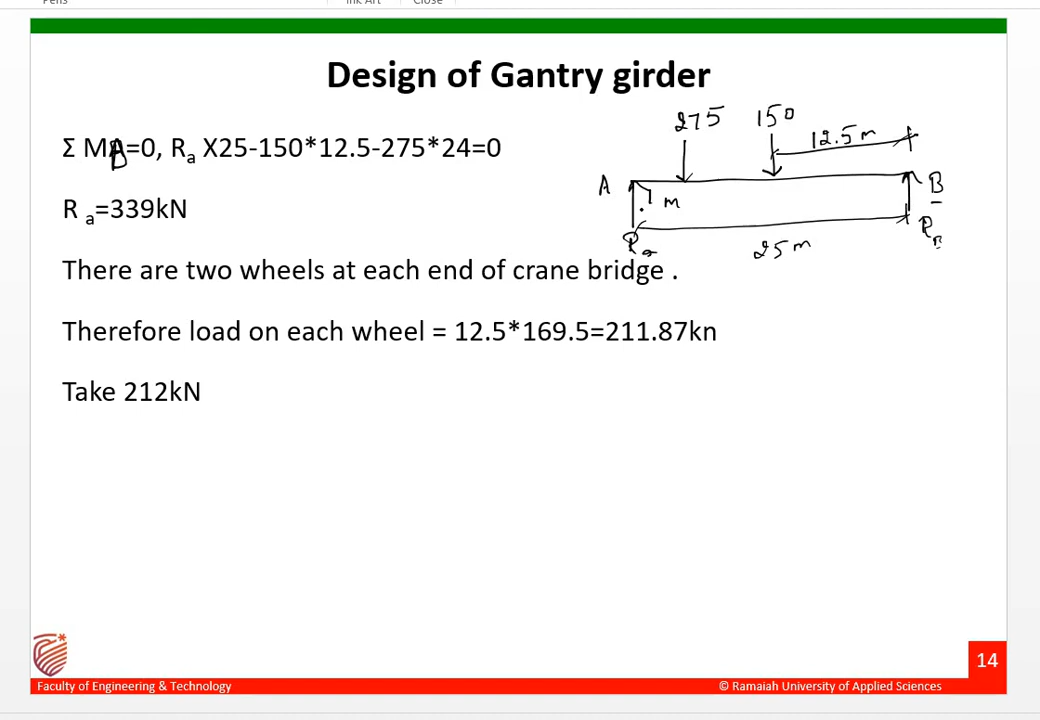 Pens Ink Art Close
Design of Gantry girder
Σ MB=0, Ra X25-150*12.5-275*24=0
R a=339kN
There are two wheels at each end of crane bridge .
Therefore load on each wheel = 12.5*169.5=211.87kn
Take 212kN
275 150
12.5m
A B
1 m
Ra RB
25m
14
Faculty of Engineering & Technology
© Ramaiah University of Applied Sciences